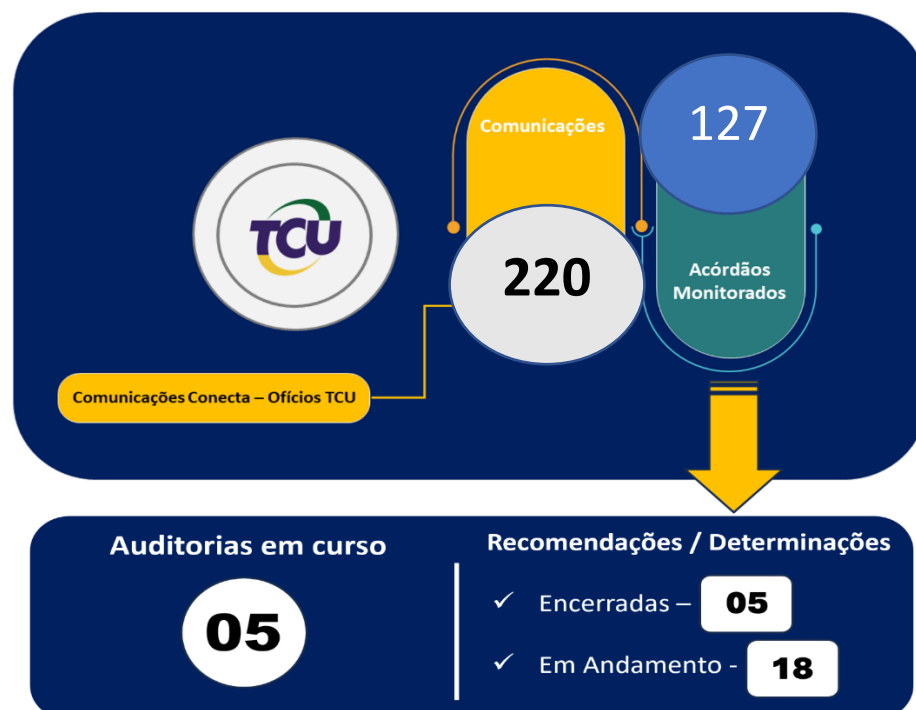 Comunicações
127
TCU
220
Acórdãos
Monitorados
Comunicações Conecta – Ofícios TCU
Auditorias em curso
05
Recomendações / Determinações
✓ Encerradas – 05
✓ Em Andamento - 18